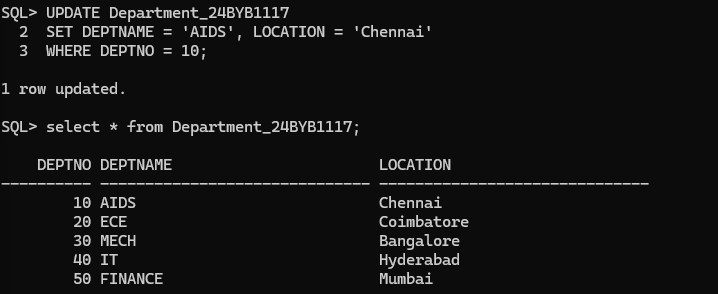 SQL> UPDATE Department_24BYB1117
  2  SET DEPTNAME = 'AIDS', LOCATION = 'Chennai'
  3  WHERE DEPTNO = 10;
1 row updated.
SQL> select * from Department_24BYB1117;
    DEPTNO DEPTNAME                       LOCATION
---------- ------------------------------ ------------------------------
        10 AIDS                           Chennai
        20 ECE                            Coimbatore
        30 MECH                           Bangalore
        40 IT                             Hyderabad
        50 FINANCE                        Mumbai